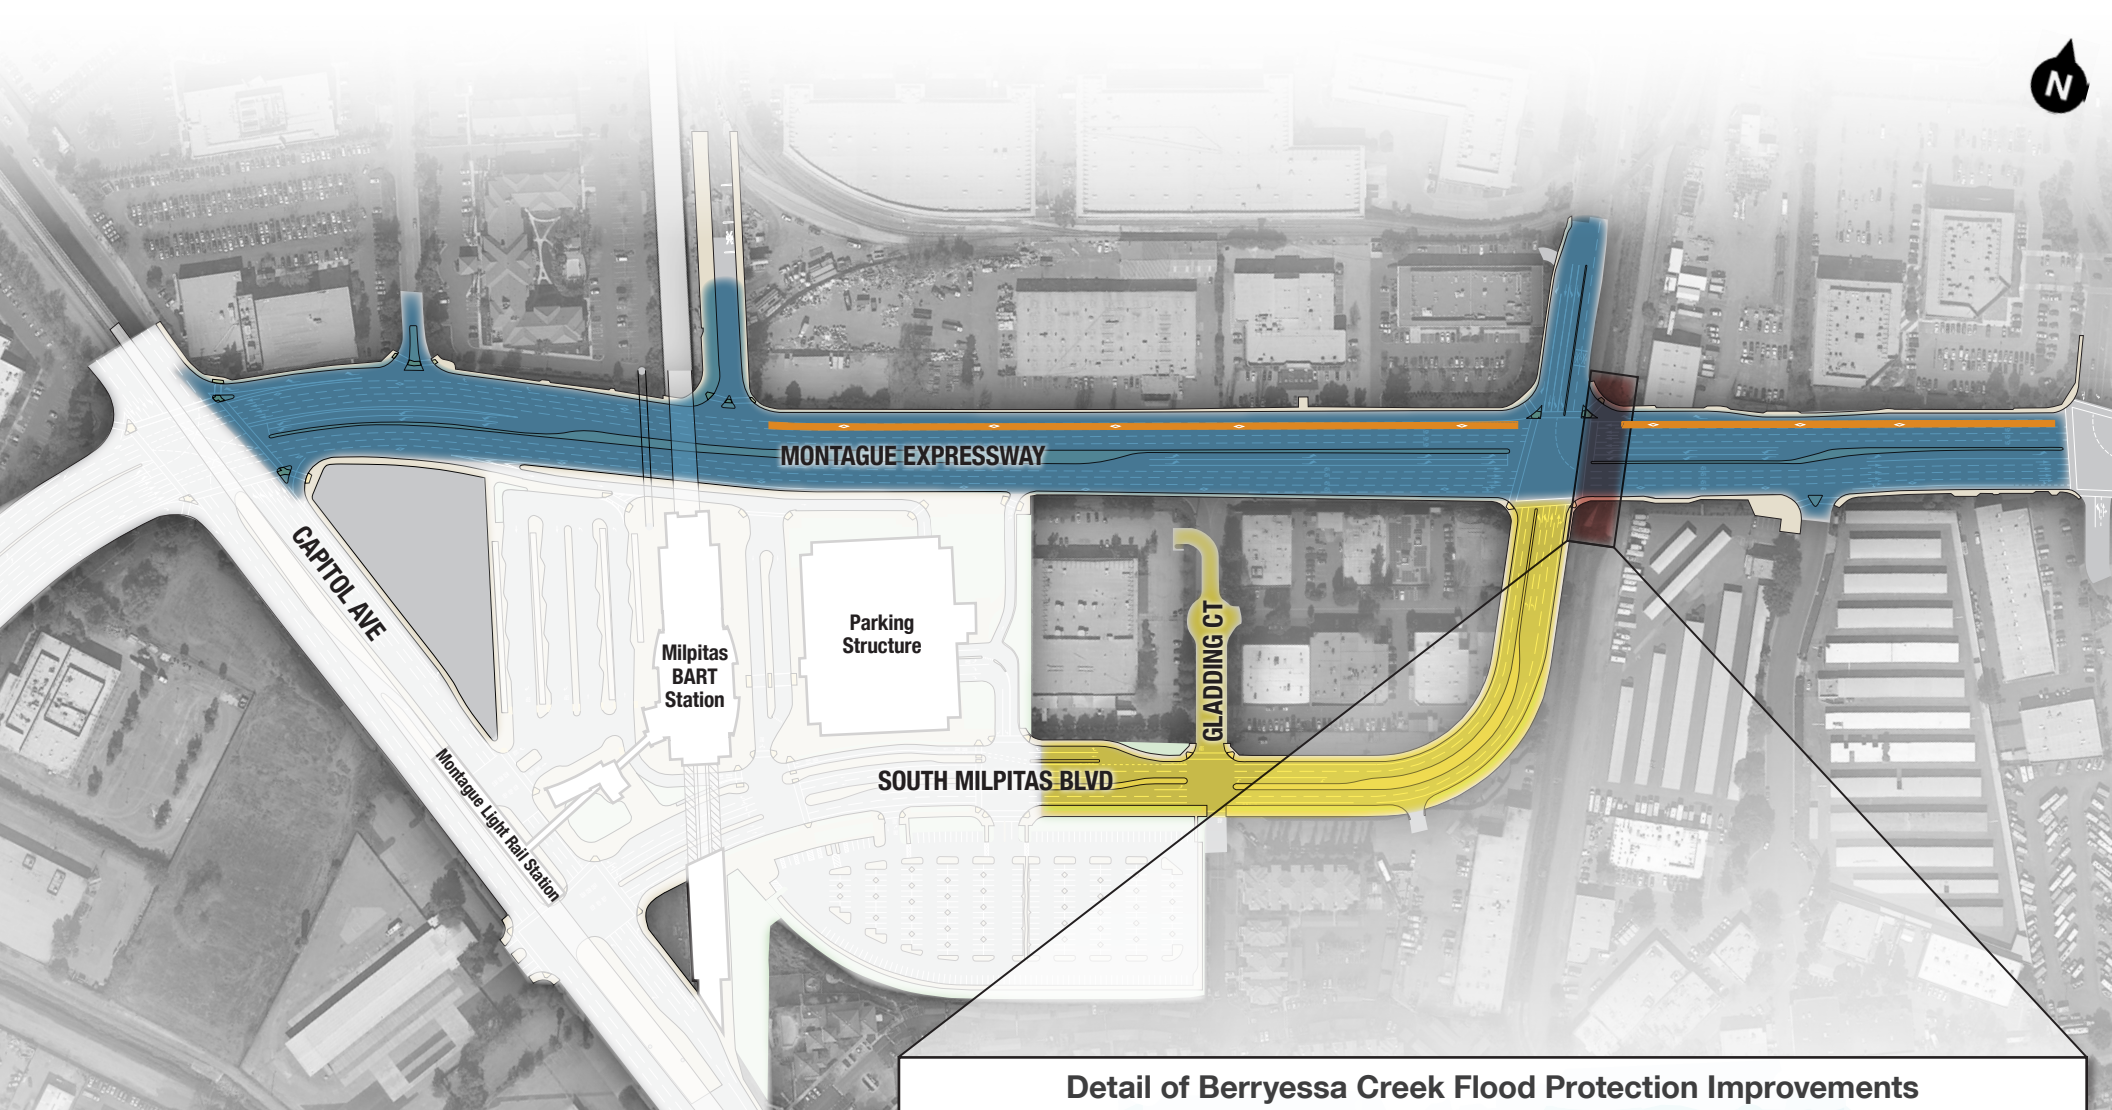 N
MONTAGUE EXPRESSWAY
CAPITOL AVE
Parking
Structure
GLADDING CT
Milpitas
BART
Station
SOUTH MILPITAS BLVD
Montague Light Rail Station
Detail of Berryessa Creek Flood Protection Improvements